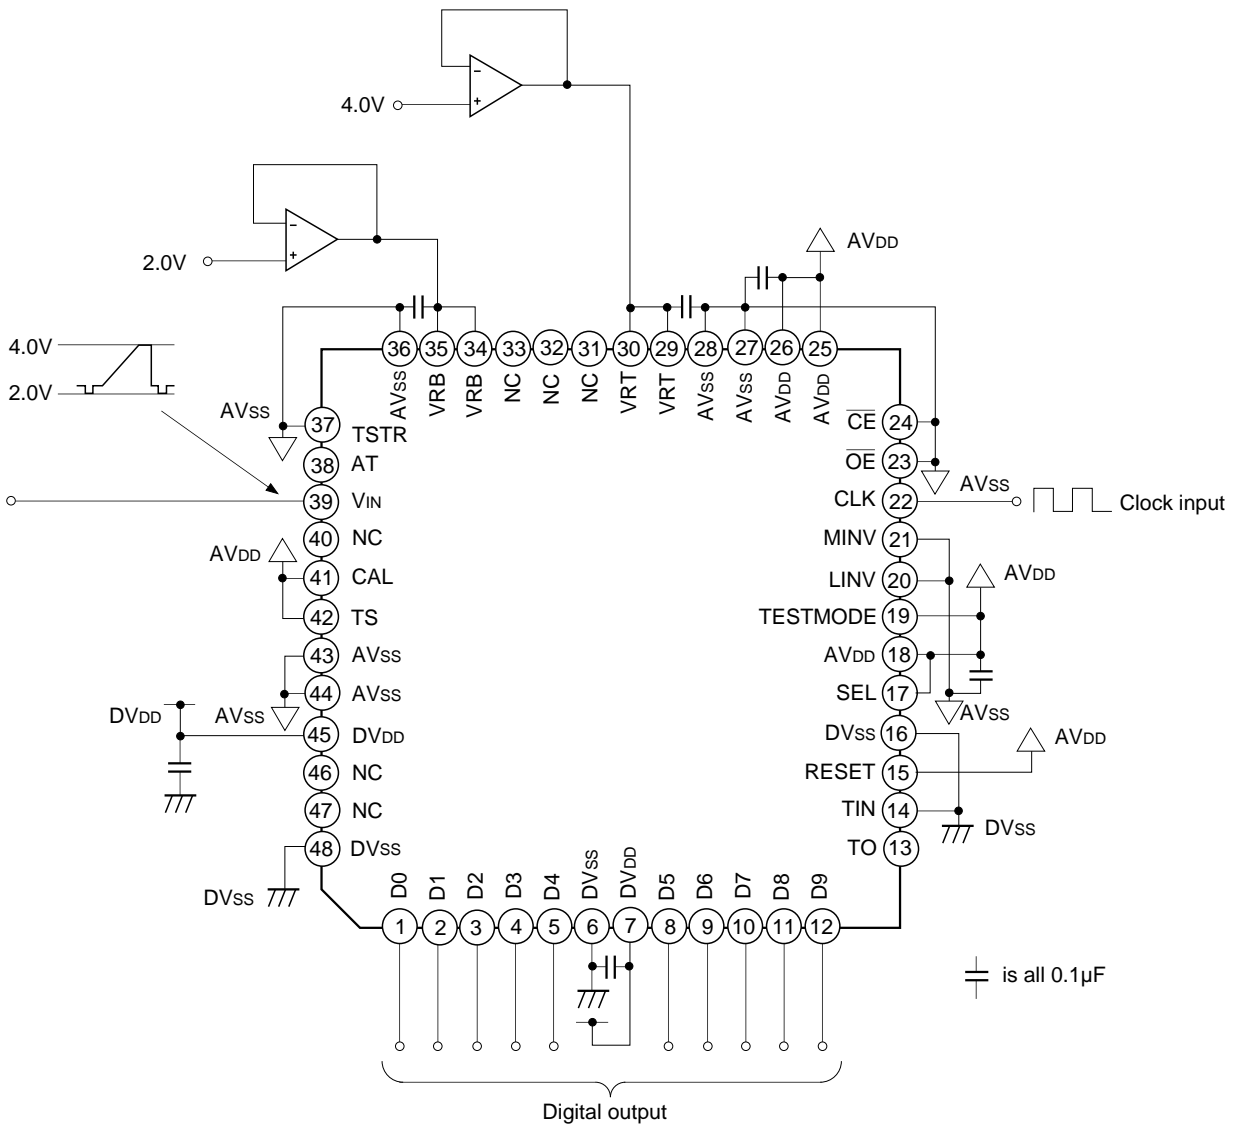 4.0V
−
+
2.0V
−
+
AVDD
4.0V
2.0V
36 35 34 33 32 31 30 29 28 27 26 25
AVSS VRB VRB NC NC NC VRT VRT AVSS AVSS AVDD AVDD
AVSS
37 TSTR
38 AT
39 VIN
40 NC
AVDD
41 CAL
42 TS
43 AVSS
44 AVSS
AVSS
DVDD
45 DVDD
46 NC
47 NC
48 DVSS
DVSS
CE 24
OE 23
AVSS
CLK 22
Clock input
MINV 21
LINV 20
AVDD
TESTMODE 19
AVDD 18
SEL 17
AVSS
DVSS 16
AVDD
RESET 15
TIN 14
DVSS
TO 13
D0 D1 D2 D3 D4 DVSS DVDD D5 D6 D7 D8 D9
1 2 3 4 5 6 7 8 9 10 11 12
is all 0.1µF
Digital output